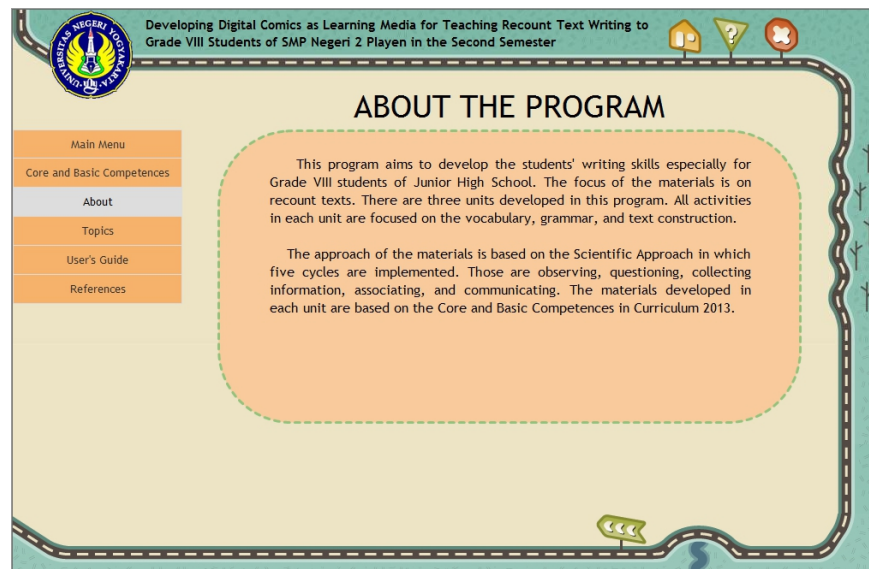 Developing Digital Comics as Learning Media for Teaching Recount Text Writing to
Grade VIII Students of SMP Negeri 2 Playen in the Second Semester
UNIVERSITAS NEGERI YOGYAKARTA
?
ABOUT THE PROGRAM
Main Menu
Core and Basic Competences
About
Topics
User's Guide
References
This program aims to develop the students' writing skills especially for
Grade VIII students of Junior High School. The focus of the materials is on
recount texts. There are three units developed in this program. All activities
in each unit are focused on the vocabulary, grammar, and text construction.
The approach of the materials is based on the Scientific Approach in which
five cycles are implemented. Those are observing, questioning, collecting
information, associating, and communicating. The materials developed in
each unit are based on the Core and Basic Competences in Curriculum 2013.